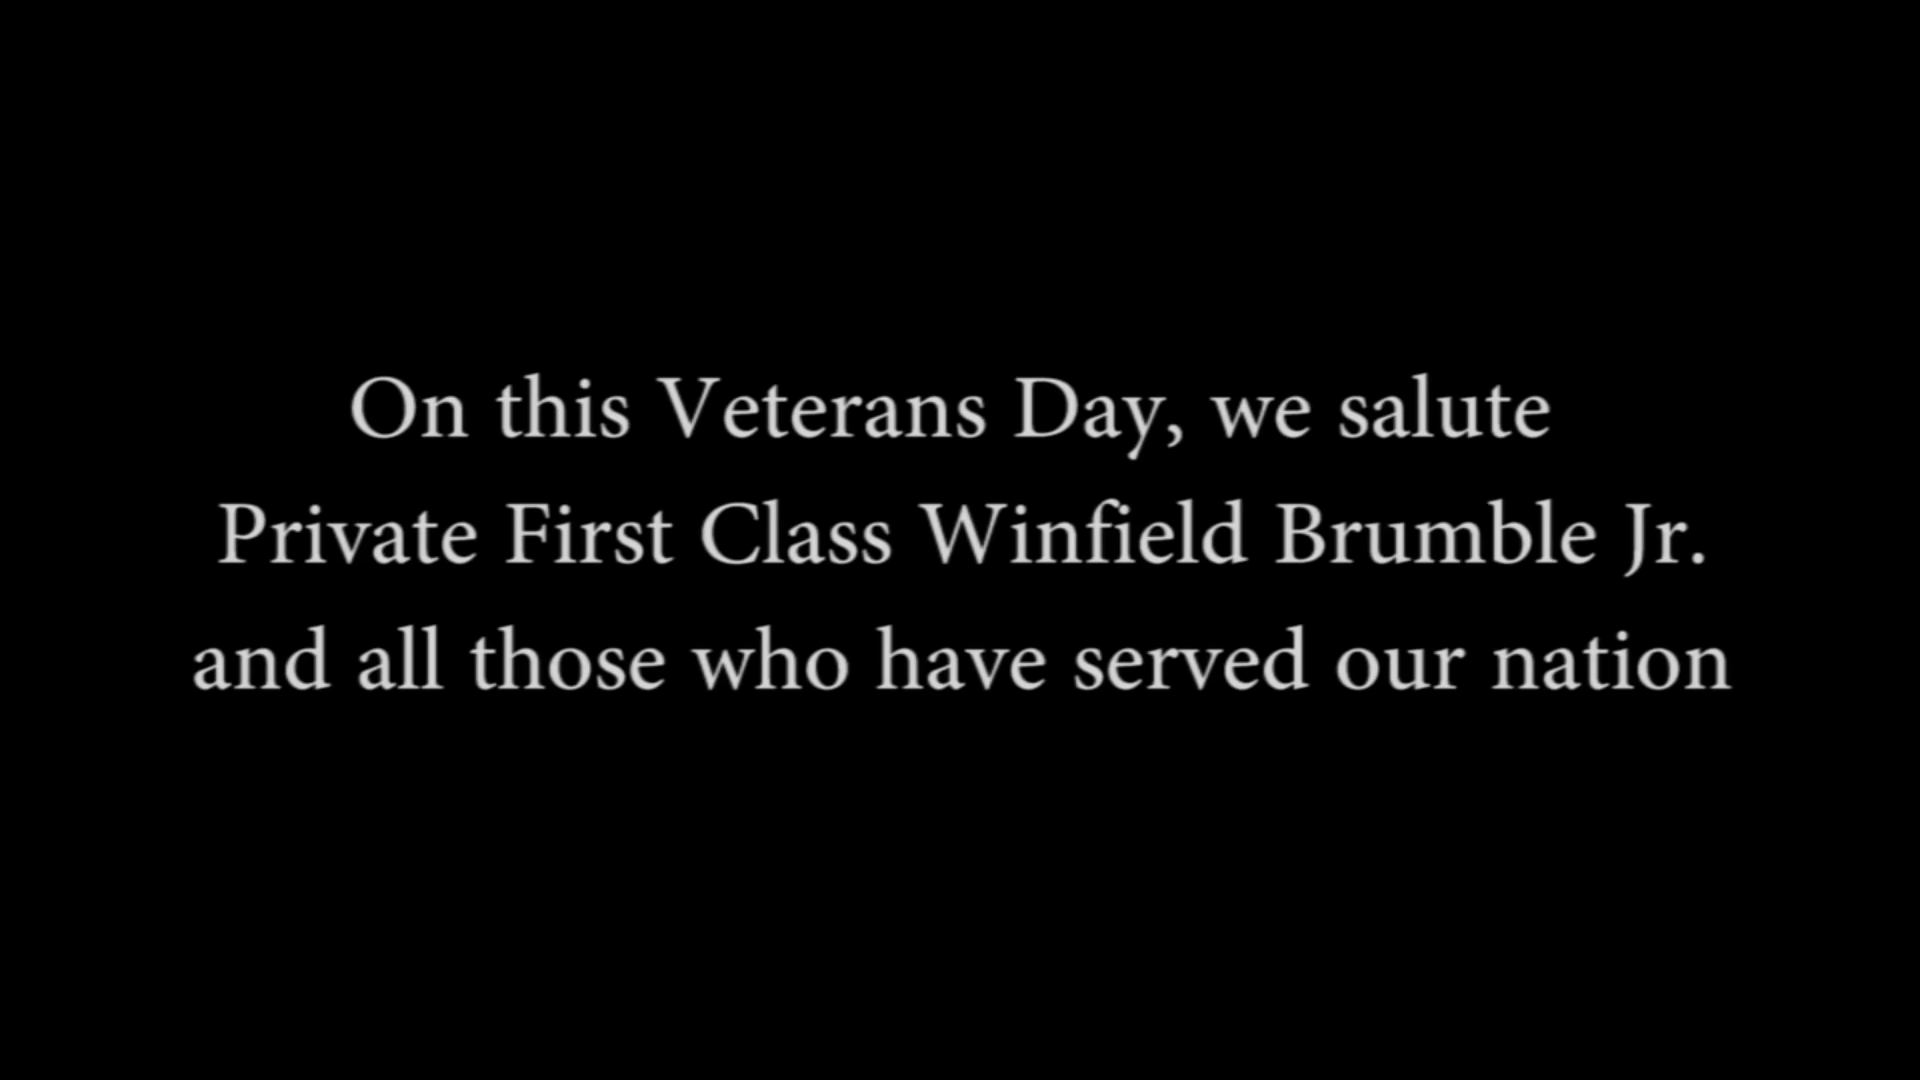 On this Veterans Day, we salute
Private First Class Winfield Brumble Jr.
and all those who have served our nation